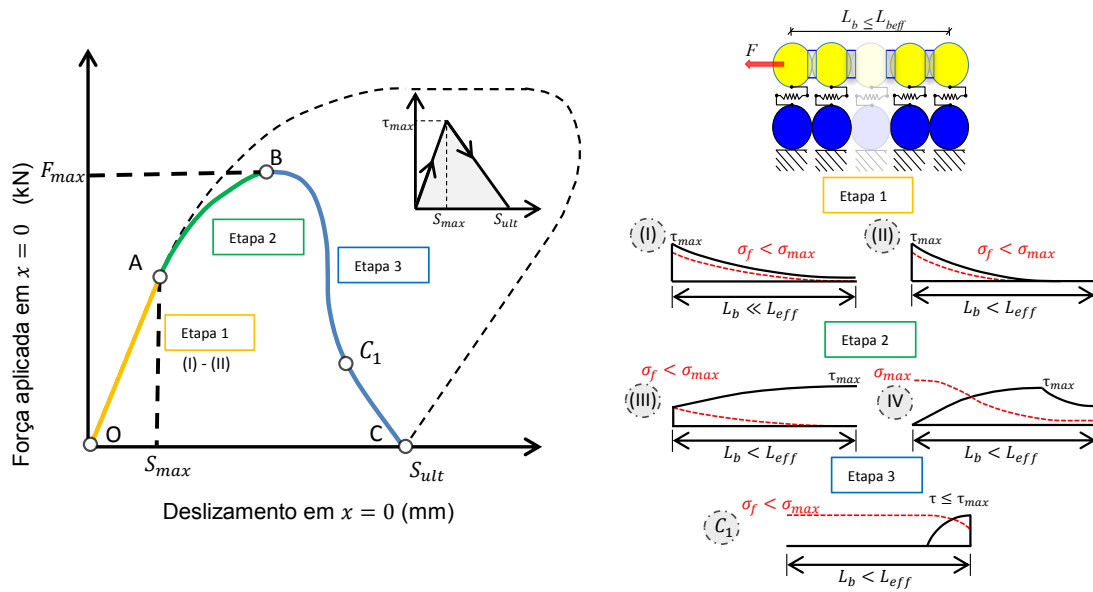 Força aplicada em x = 0 (kN)
F_max
B
Etapa 2
A
Etapa 3
Etapa 1
(I) - (II)
C_1
O
C
S_max
S_ult
Deslizamento em x = 0 (mm)
τ_max
S_max
S_ult
L_b ≤ L_beff
F
Etapa 1
(I)
τ_max
σ_f < σ_max
L_b ≪ L_eff
(II)
τ_max
σ_f < σ_max
L_b < L_eff
Etapa 2
σ_f < σ_max
(III)
τ_max
L_b < L_eff
σ_max
IV
τ_max
L_b < L_eff
Etapa 3
C_1
σ_f < σ_max
τ ≤ τ_max
L_b < L_eff